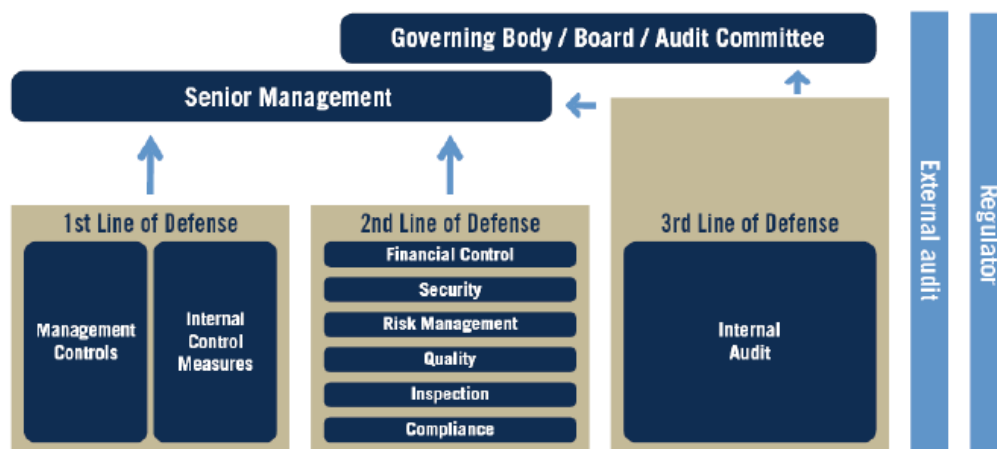 Governing Body / Board / Audit Committee
Senior Management
1st Line of Defense
Management
Controls
Internal
Control
Measures
2nd Line of Defense
Financial Control
Security
Risk Management
Quality
Inspection
Compliance
3rd Line of Defense
Internal
Audit
External audit
Regulator